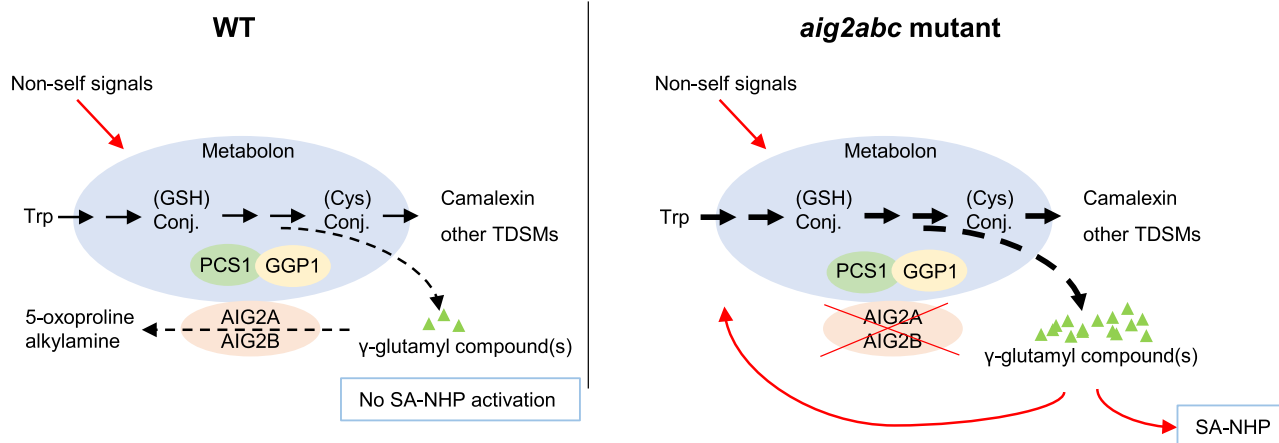 WT
Non-self signals
Metabolon
(GSH)
Conj.
(Cys)
Conj.
Trp
Camalexin
other TDSMs
PCS1
GGP1
5-oxoproline
alkylamine
AIG2A
AIG2B
γ-glutamyl compound(s)
No SA-NHP activation
aig2abc mutant
Non-self signals
Metabolon
(GSH)
Conj.
(Cys)
Conj.
Trp
Camalexin
other TDSMs
PCS1
GGP1
AIG2A
AIG2B
γ-glutamyl compound(s)
SA-NHP